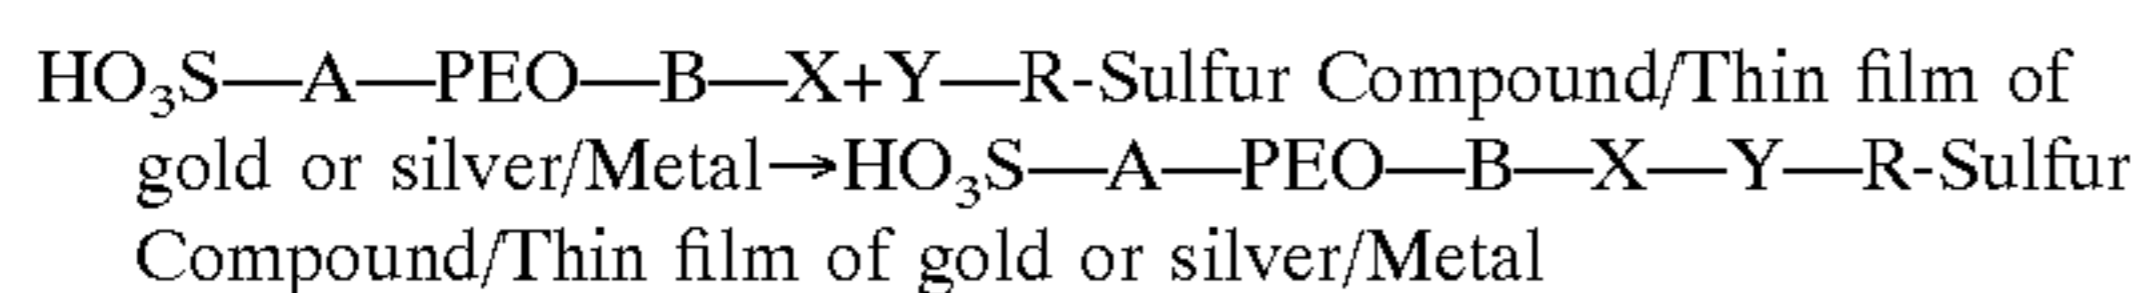 HO₃S—A—PEO—B—X+Y—R-Sulfur Compound/Thin film of
gold or silver/Metal→HO₃S—A—PEO—B—X—Y—R-Sulfur
Compound/Thin film of gold or silver/Metal